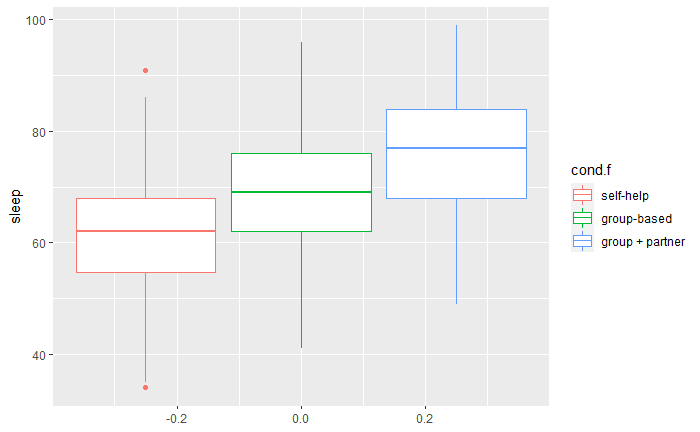 100
80
60
40
sleep
-0.2
0.0
0.2
cond.f
self-help
group-based
group + partner